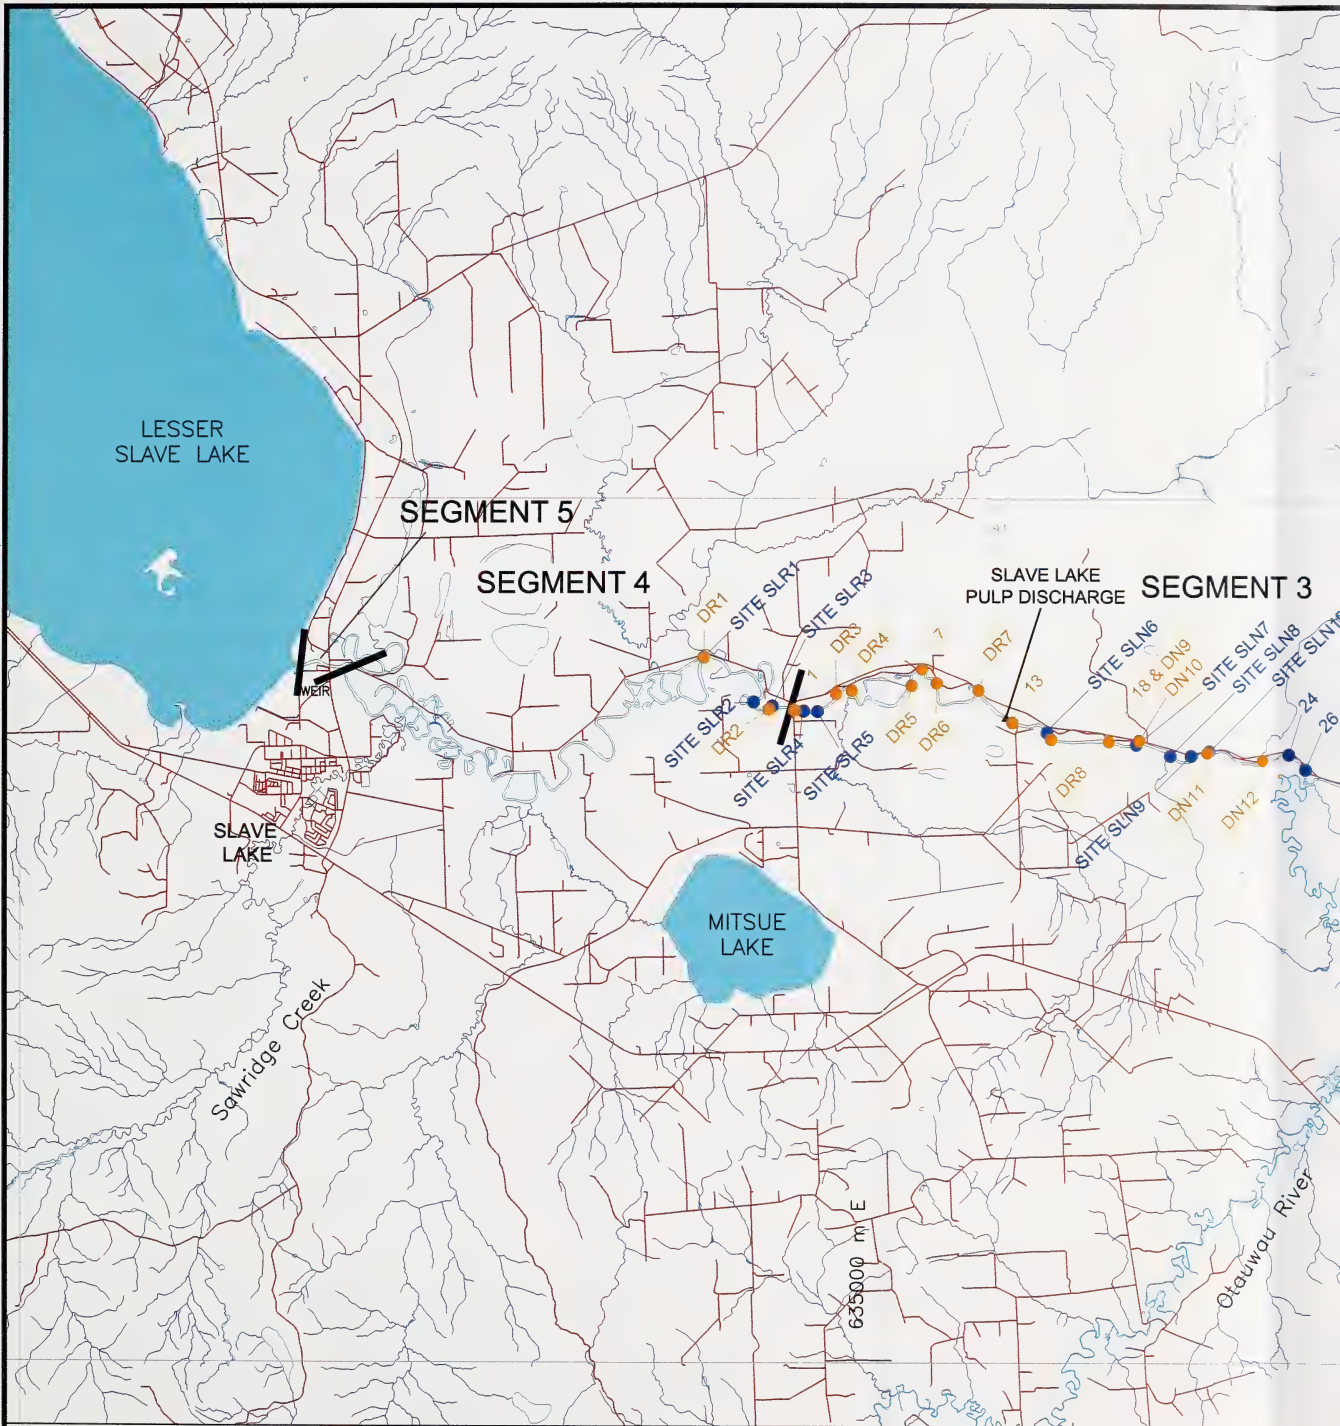 LESSER
SLAVE LAKE
SEGMENT 5
SEGMENT 4
SLAVE LAKE
PULP DISCHARGE
SEGMENT 3
DR1
SITE SLR1
SITE SLR3
1
DR3
DR4
7
DR7
13
SITE SLN6
18 & DN9
DN10
SITE SLN7
SITE SLN8
SITE SLN10
24
26
WEIR
SITE SLR2
DR2
SITE SLR4
SITE SLR5
DR5
DR6
DR8
SITE SLN9
DN11
DN12
SLAVE
LAKE
MITSUE
LAKE
Sawridge Creek
635000 m E
Otauwau River